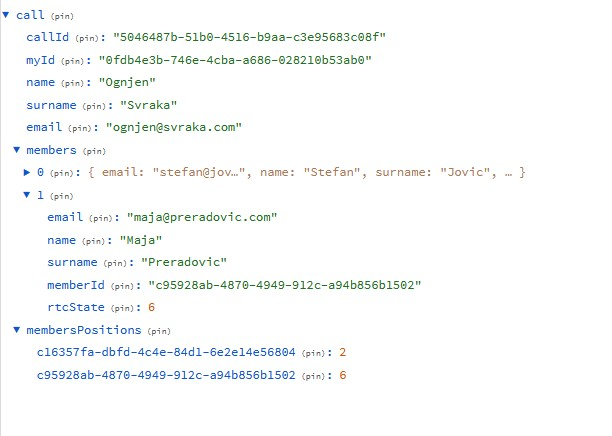 ▼ call (pin)
callId (pin): "5046487b-51b0-4516-b9aa-c3e95683c08f"
myId (pin): "0fdb4e3b-746e-4cba-a686-028210b53ab0"
name (pin): "Ognjen"
surname (pin): "Svraka"
email (pin): "ognjen@svraka.com"
▼ members (pin)
▶ 0 (pin): { email: "stefan@jov…", name: "Stefan", surname: "Jovic", … }
▼ 1 (pin)
email (pin): "maja@preradovic.com"
name (pin): "Maja"
surname (pin): "Preradovic"
memberId (pin): "c95928ab-4870-4949-912c-a94b856b1502"
rtcState (pin): 6
▼ membersPositions (pin)
c16357fa-dbfd-4c4e-84d1-6e2e14e56804 (pin): 2
c95928ab-4870-4949-912c-a94b856b1502 (pin): 6